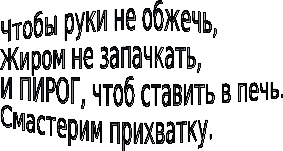 Чтобы руки не обжечь,
Жиром не запачкать,
И ПИРОГ, чтоб ставить в печь.
Смастерим прихватку.